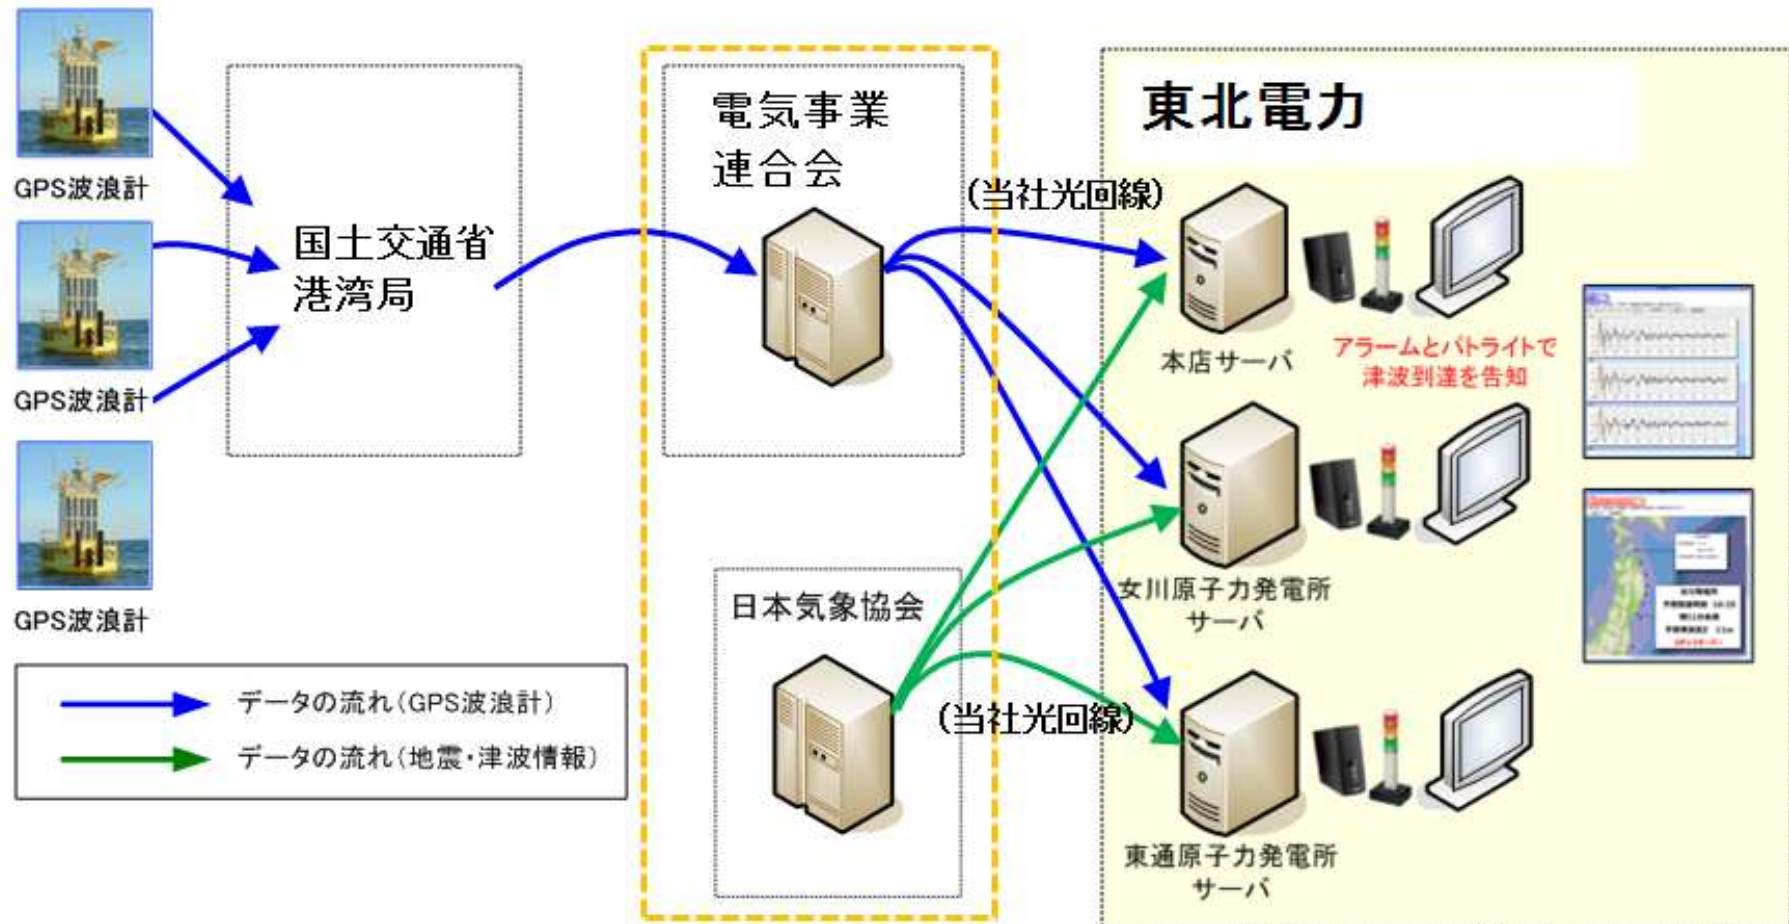 GPS波浪計
GPS波浪計
GPS波浪計
国土交通省
港湾局
電気事業
連合会
日本気象協会
(当社光回線)
(当社光回線)
東北電力
本店サーバ
アラームとパトライトで
津波到達を告知
女川原子力発電所
サーバ
東通原子力発電所
サーバ
データの流れ(GPS波浪計)
データの流れ(地震・津波情報)